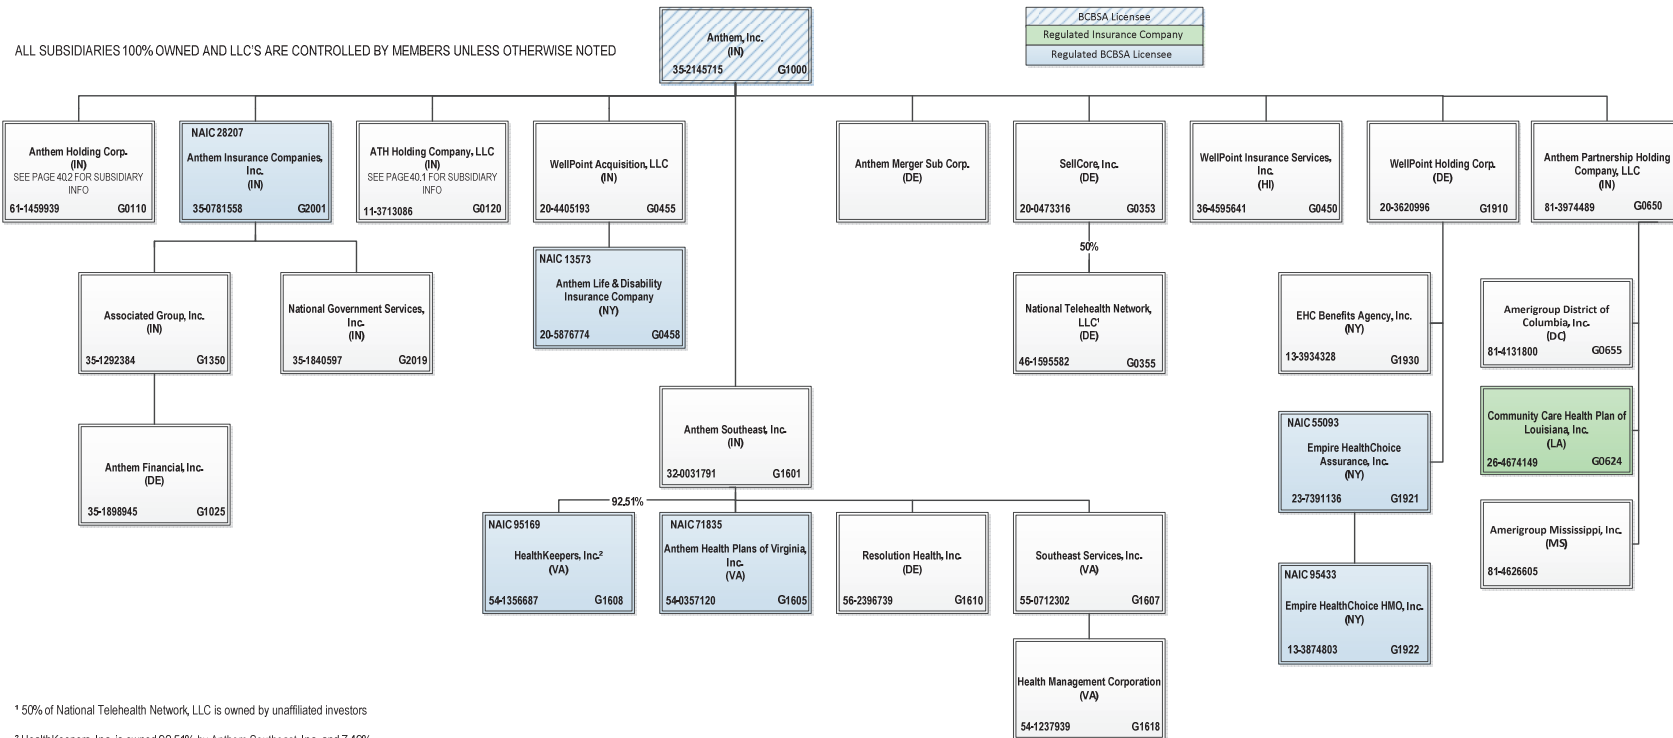 ALL SUBSIDIARIES 100% OWNED AND LLC'S ARE CONTROLLED BY MEMBERS UNLESS OTHERWISE NOTED
Anthem, Inc.
(IN)
35-2145715 G1000
BCBSA Licensee
Regulated Insurance Company
Regulated BCBSA Licensee
Anthem Holding Corp.
(IN)
SEE PAGE 40.2 FOR SUBSIDIARY
INFO
61-1459939 G0110
NAIC 28207
Anthem Insurance Companies,
Inc.
(IN)
35-0781558 G2001
ATH Holding Company, LLC
(IN)
SEE PAGE 40.1 FOR SUBSIDIARY
INFO
11-3713086 G0120
WellPoint Acquisition, LLC
(IN)
20-4405193 G0455
Anthem Merger Sub Corp.
(DE)
SellCore, Inc.
(DE)
20-0473316 G0353
WellPoint Insurance Services,
Inc.
(HI)
36-4595641 G0450
WellPoint Holding Corp.
(DE)
20-3620996 G1910
Anthem Partnership Holding
Company, LLC
(IN)
81-3974489 G0650
Associated Group, Inc.
(IN)
35-1292384 G1350
National Government Services,
Inc.
(IN)
35-1840597 G2019
NAIC 13573
Anthem Life & Disability
Insurance Company
(NY)
20-5876774 G0458
50%
National Telehealth Network,
LLC¹
(DE)
46-1595582 G0355
EHC Benefits Agency, Inc.
(NY)
13-3934328 G1930
Amerigroup District of
Columbia, Inc.
(DC)
81-4131800 G0655
Anthem Financial, Inc.
(DE)
35-1898945 G1025
Anthem Southeast, Inc.
(IN)
32-0031791 G1601
NAIC 55093
Empire HealthChoice
Assurance, Inc.
(NY)
23-7391136 G1921
Community Care Health Plan of
Louisiana, Inc.
(LA)
26-4674149 G0624
92.51%
NAIC 95169
HealthKeepers, Inc.²
(VA)
54-1356687 G1608
NAIC 71835
Anthem Health Plans of Virginia,
Inc.
(VA)
54-0357120 G1605
Resolution Health, Inc.
(DE)
56-2396739 G1610
Southeast Services, Inc.
(VA)
55-0712302 G1607
Amerigroup Mississippi, Inc.
(MS)
81-4626605
NAIC 95433
Empire HealthChoice HMO, Inc.
(NY)
13-3874803 G1922
Health Management Corporation
(VA)
54-1237939 G1618
¹ 50% of National Telehealth Network, LLC is owned by unaffiliated investors
² HealthKeepers, Inc. is owned 92.51% by Anthem Southeast, Inc. and 7.49%